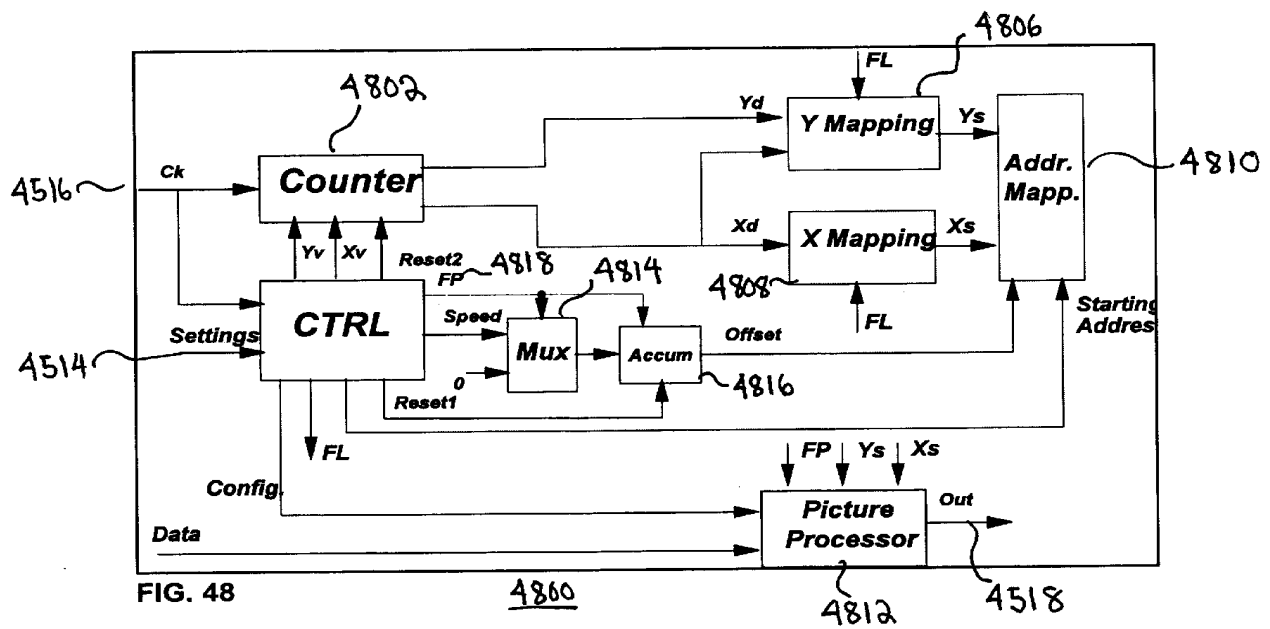 4806
FL
4802
Yd
Y Mapping
Ys
Ck
4516
Counter
Addr.
Mapp.
4810
Xd
X Mapping
Xs
Yv
Xv
Reset2
FP
4818
4814
4808
FL
CTRL
Speed
Mux
Accum
Offset
Starting
Addres
Settings
4514
0
4816
Reset1
FL
FP
Ys
Xs
Config.
Picture
Processor
Out
Data
FIG. 48
4800
4812
4518